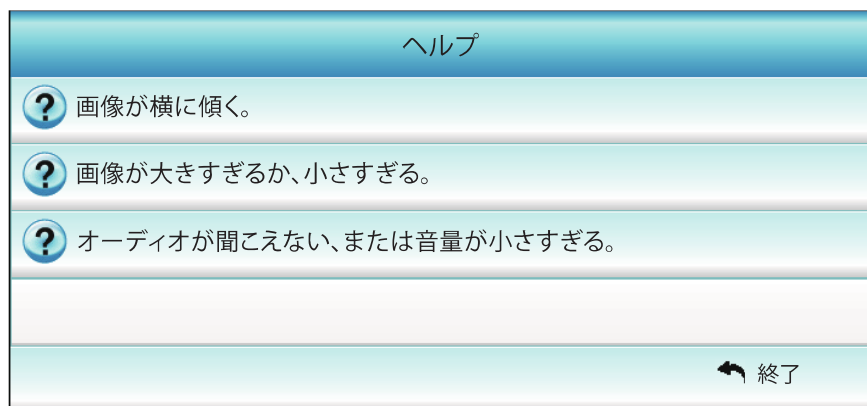 ヘルプ
画像が横に傾く。
画像が大きすぎるか、小さすぎる。
オーディオが聞こえない、または音量が小さすぎる。
終了